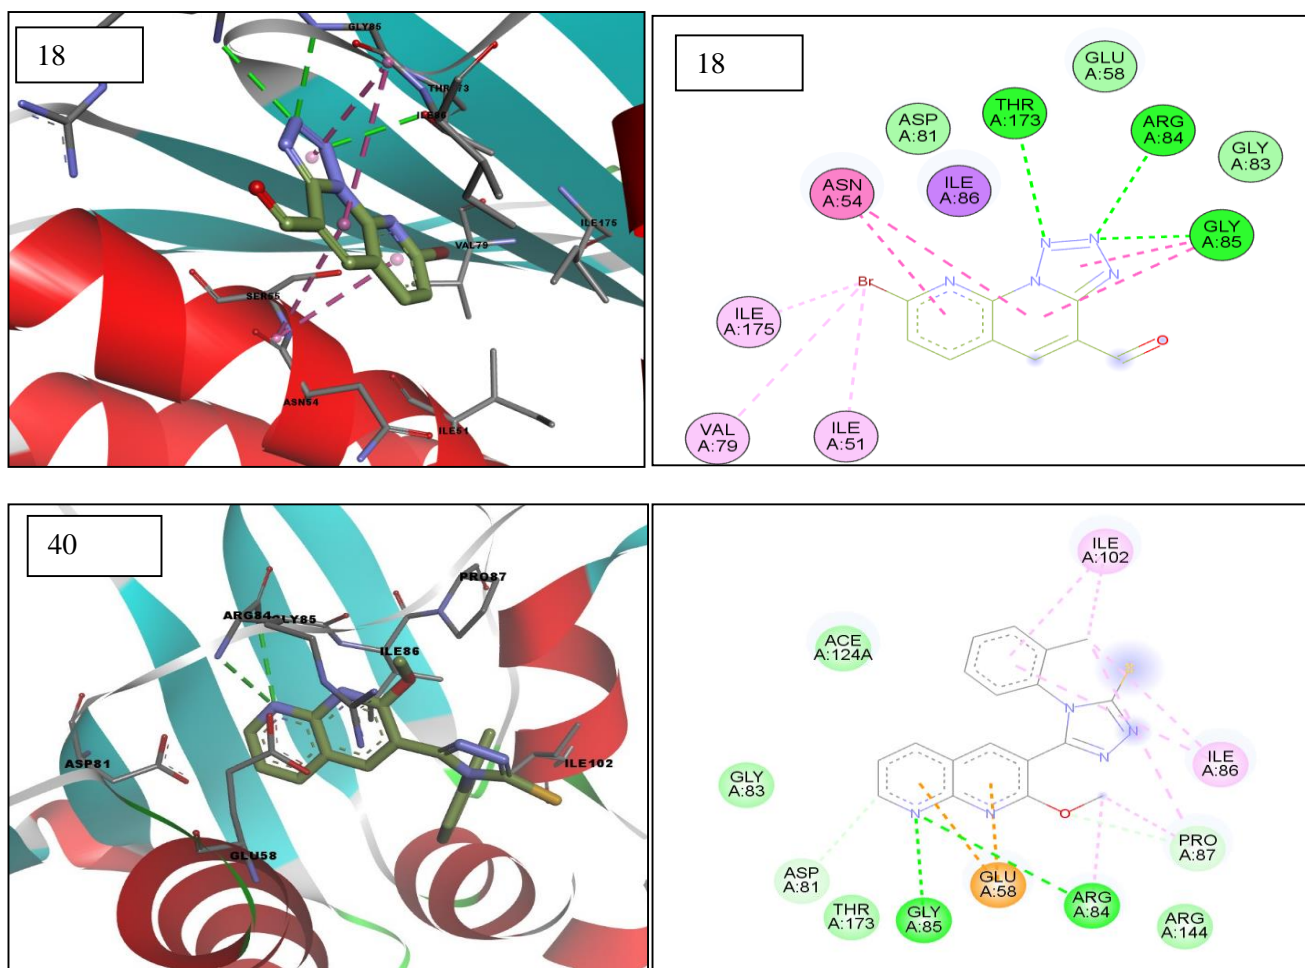 18
GLY85
ILE86
ILE175
VAL79
SER55
ASN54
ILE51
18
GLU
A:58
THR
A:173
ARG
A:84
ASP
A:81
GLY
A:83
ASN
A:54
ILE
A:86
GLY
A:85
N
N
N
N
N
Br
O
ILE
A:175
VAL
A:79
ILE
A:51
40
PRO87
ARG84
GLY85
ILE86
ASP81
ILE102
GLU58
ILE
A:102
ACE
A:124A
S
N
N
N
ILE
A:86
GLY
A:83
N
N
O
PRO
A:87
ASP
A:81
GLU
A:58
THR
A:173
GLY
A:85
ARG
A:84
ARG
A:144